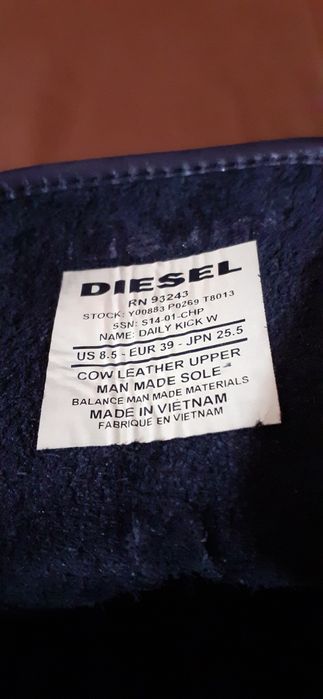 DIESEL
RN 93243
STOCK: Y00883 P0269 T8013
SSN: S14-01-CHP
NAME: DAILY KICK W
US 8.5 - EUR 39 - JPN 25.5
COW LEATHER UPPER
MAN MADE SOLE
BALANCE MAN MADE MATERIALS
MADE IN VIETNAM
FABRIQUE EN VIETNAM